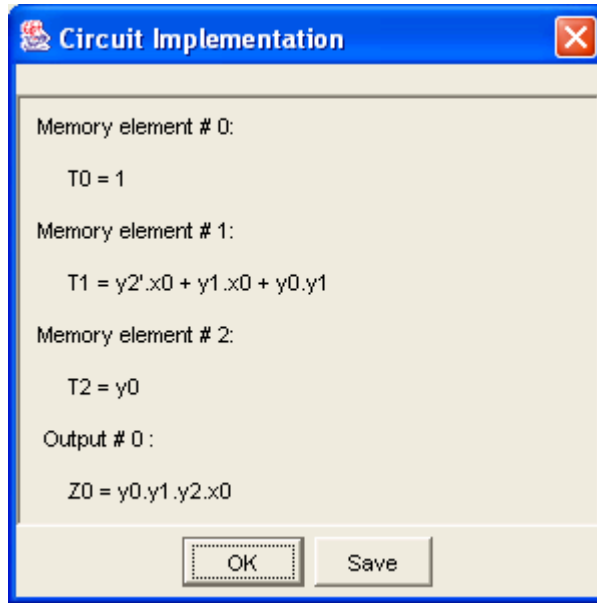 Circuit Implementation
Memory element # 0:
T0 = 1
Memory element # 1:
T1 = y2'.x0 + y1.x0 + y0.y1
Memory element # 2:
T2 = y0
Output # 0 :
Z0 = y0.y1.y2.x0
OK Save